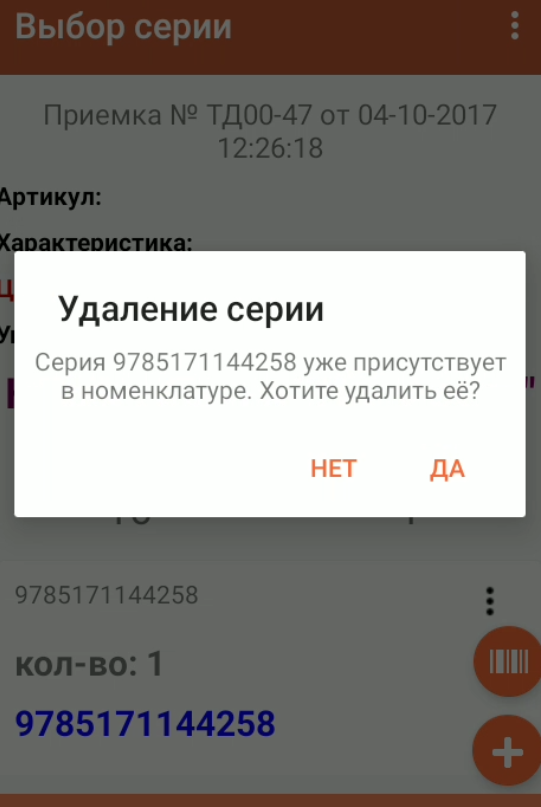 Выбор серии
Приемка № ТД00-47 от 04-10-2017
12:26:18
Артикул:
Характеристика:
Удаление серии
Серия 9785171144258 уже присутствует
в номенклатуре. Хотите удалить её?
НЕТ ДА
9785171144258
кол-во: 1
9785171144258